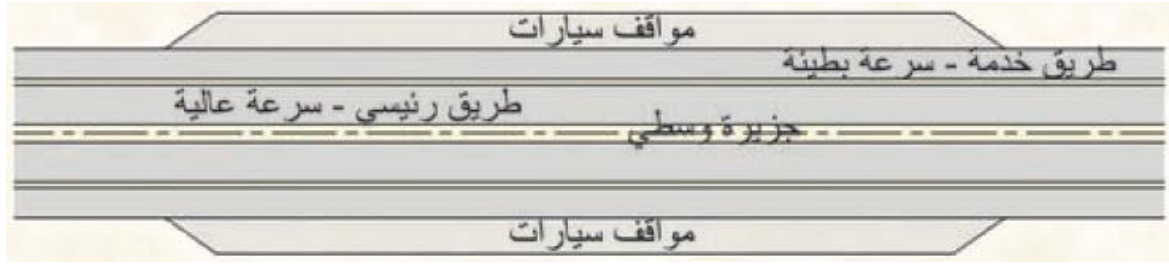 مواقف سيارات
طريق خدمة - سرعة بطيئة
طريق رئيسي - سرعة عالية
جزيرة وسطي
مواقف سيارات